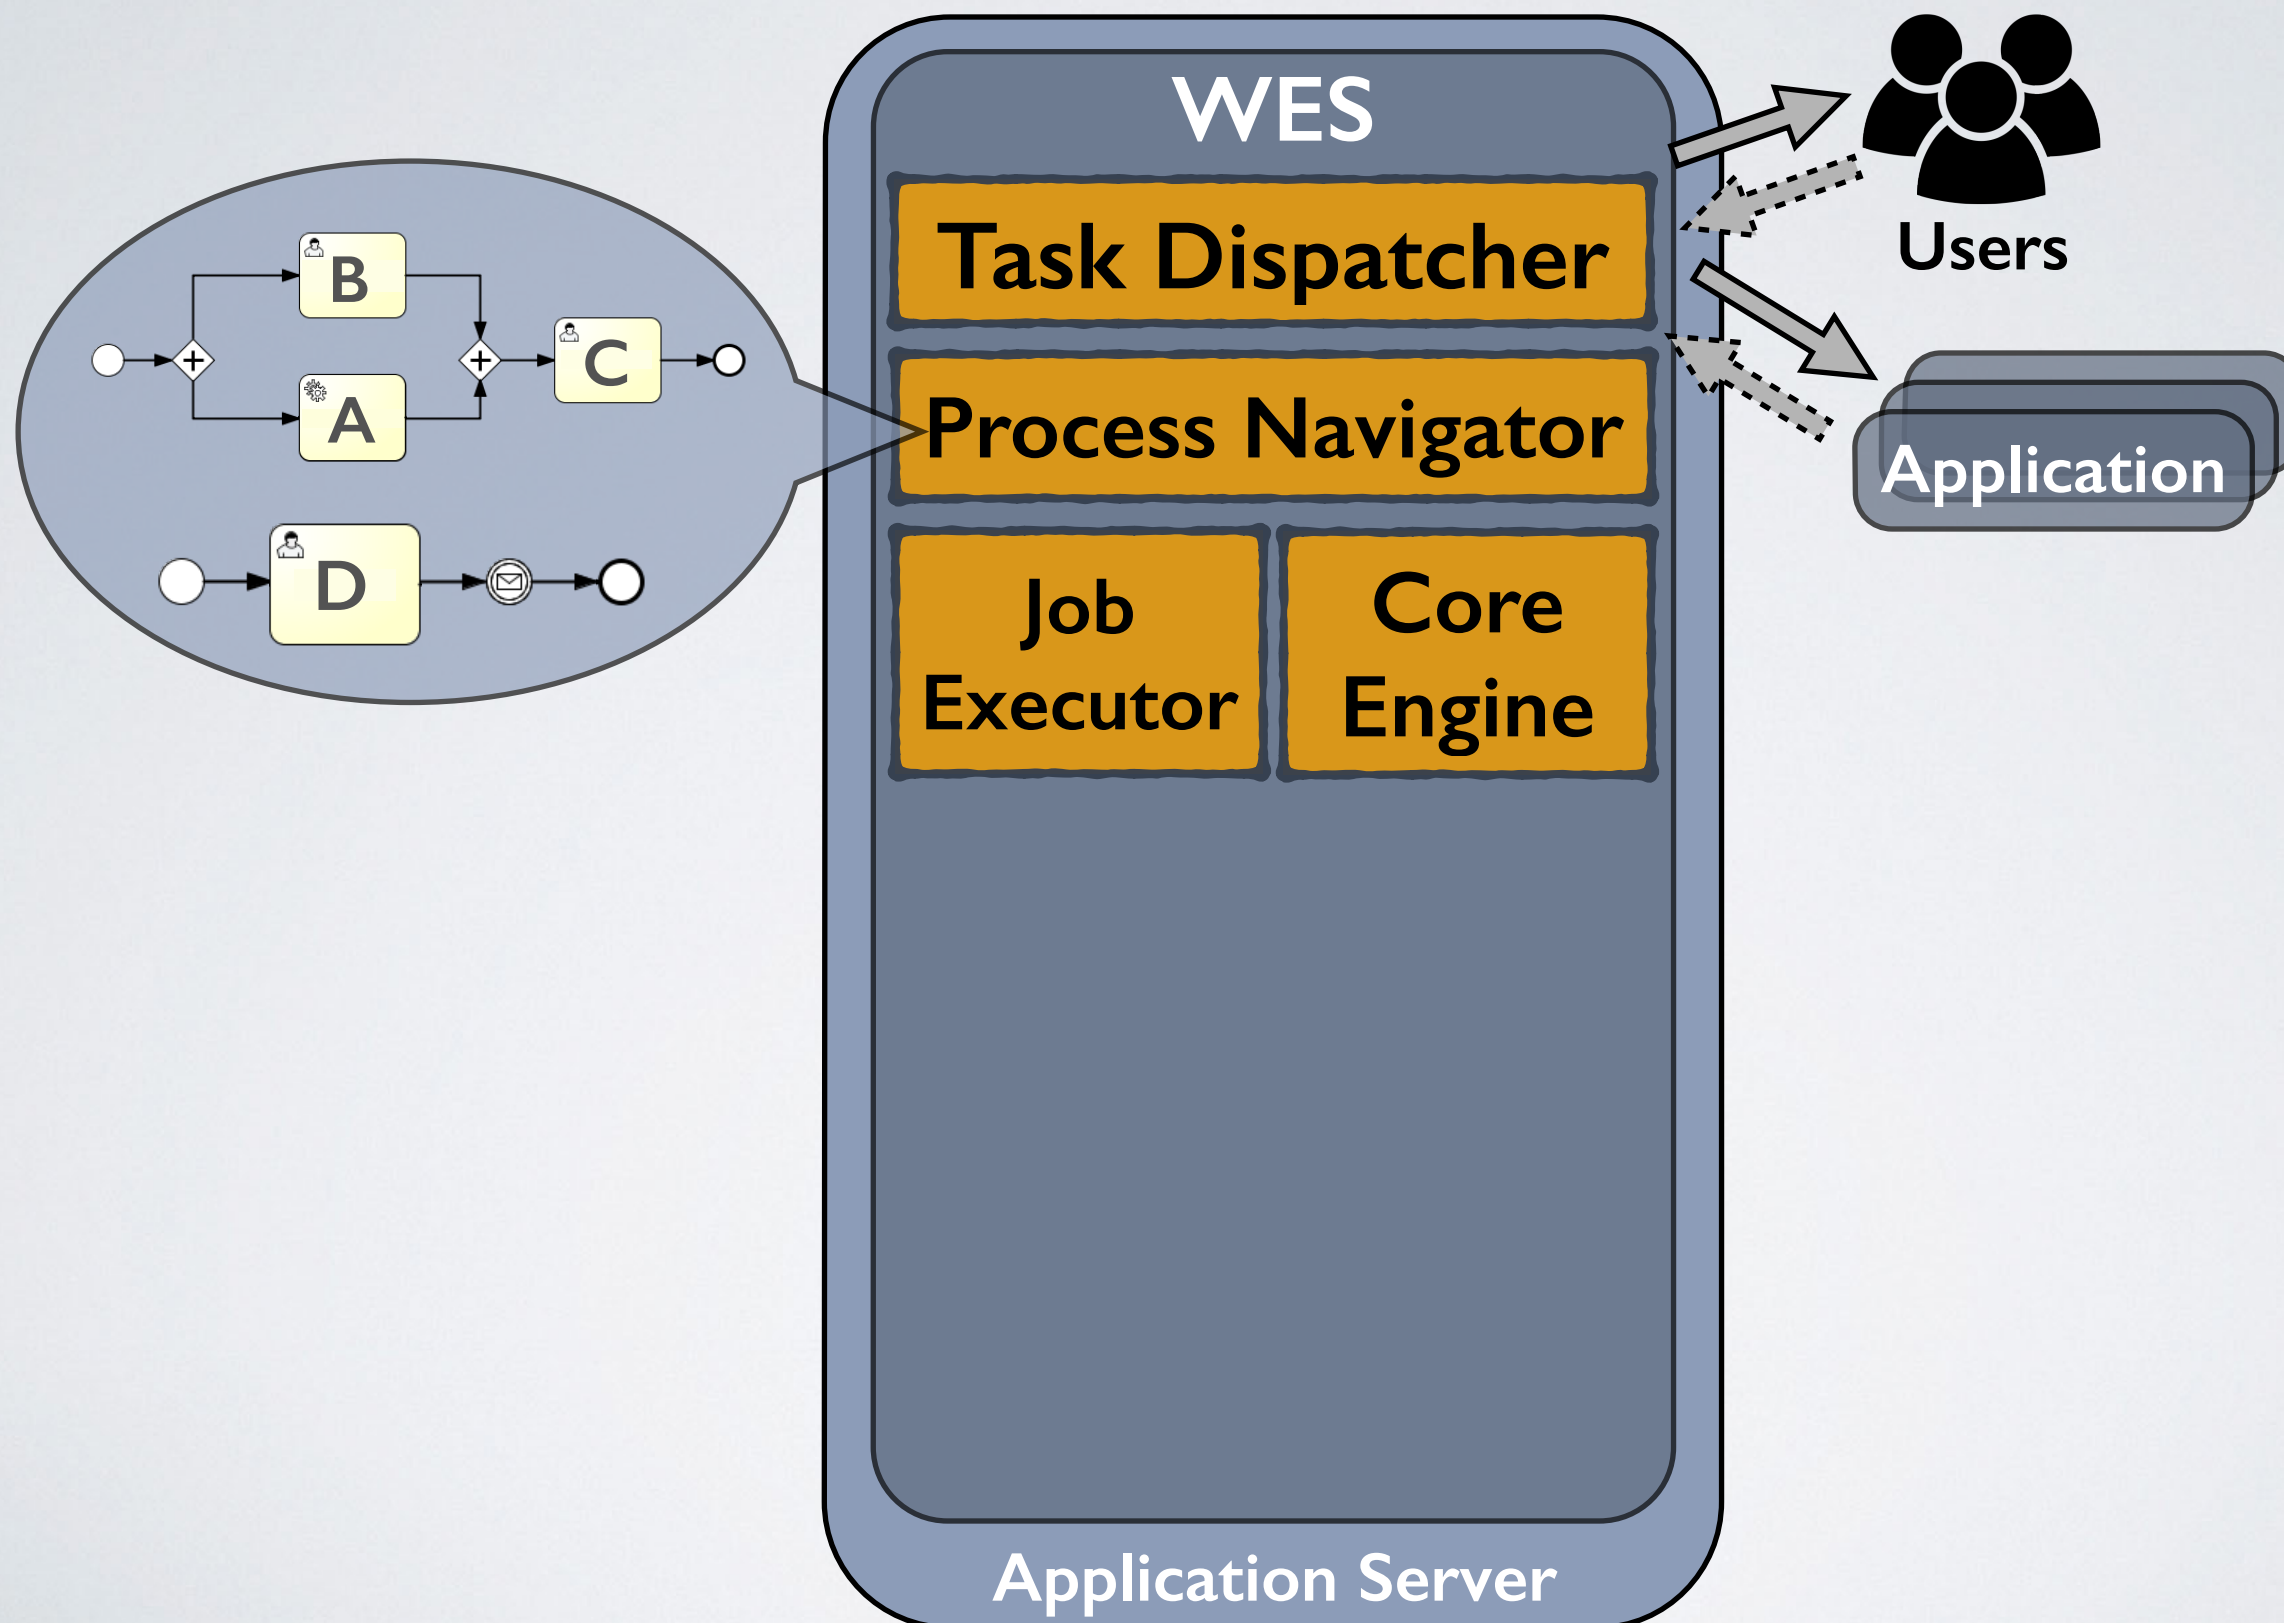 WES
Task Dispatcher
Users
B
C
A
Process Navigator
Application
D
Job
Executor
Core
Engine
Application Server